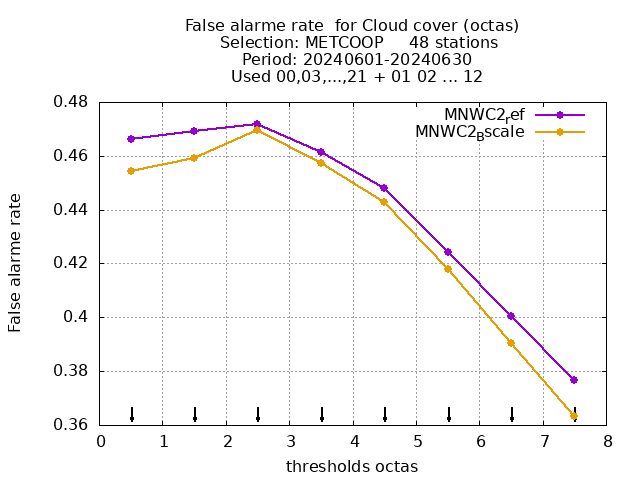 False alarme rate  for Cloud cover (octas)
Selection: METCOOP     48 stations
Period: 20240601-20240630
Used 00,03,...,21 + 01 02 ... 12
MNWC2ref
MNWC2Bscale
0.48
0.46
0.44
0.42
0.4
0.38
0.36
False alarme rate
0 1 2 3 4 5 6 7 8
thresholds octas